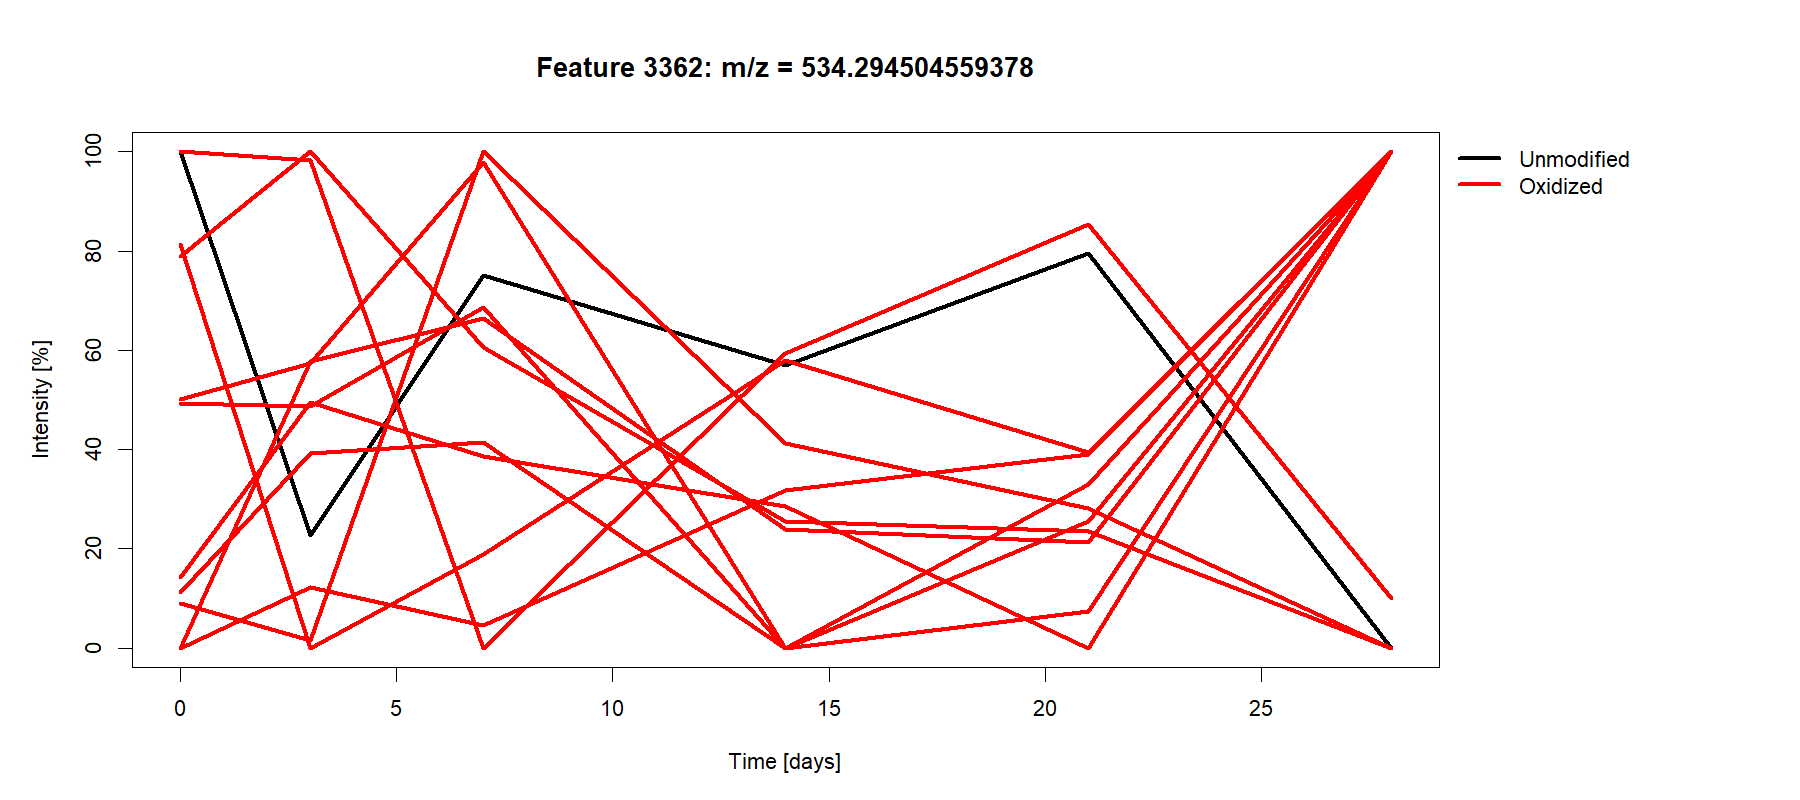 Feature 3362: m/z = 534.294504559378
Intensity [%]
100
80
60
40
20
0
0 5 10 15 20 25
Time [days]
Unmodified
Oxidized